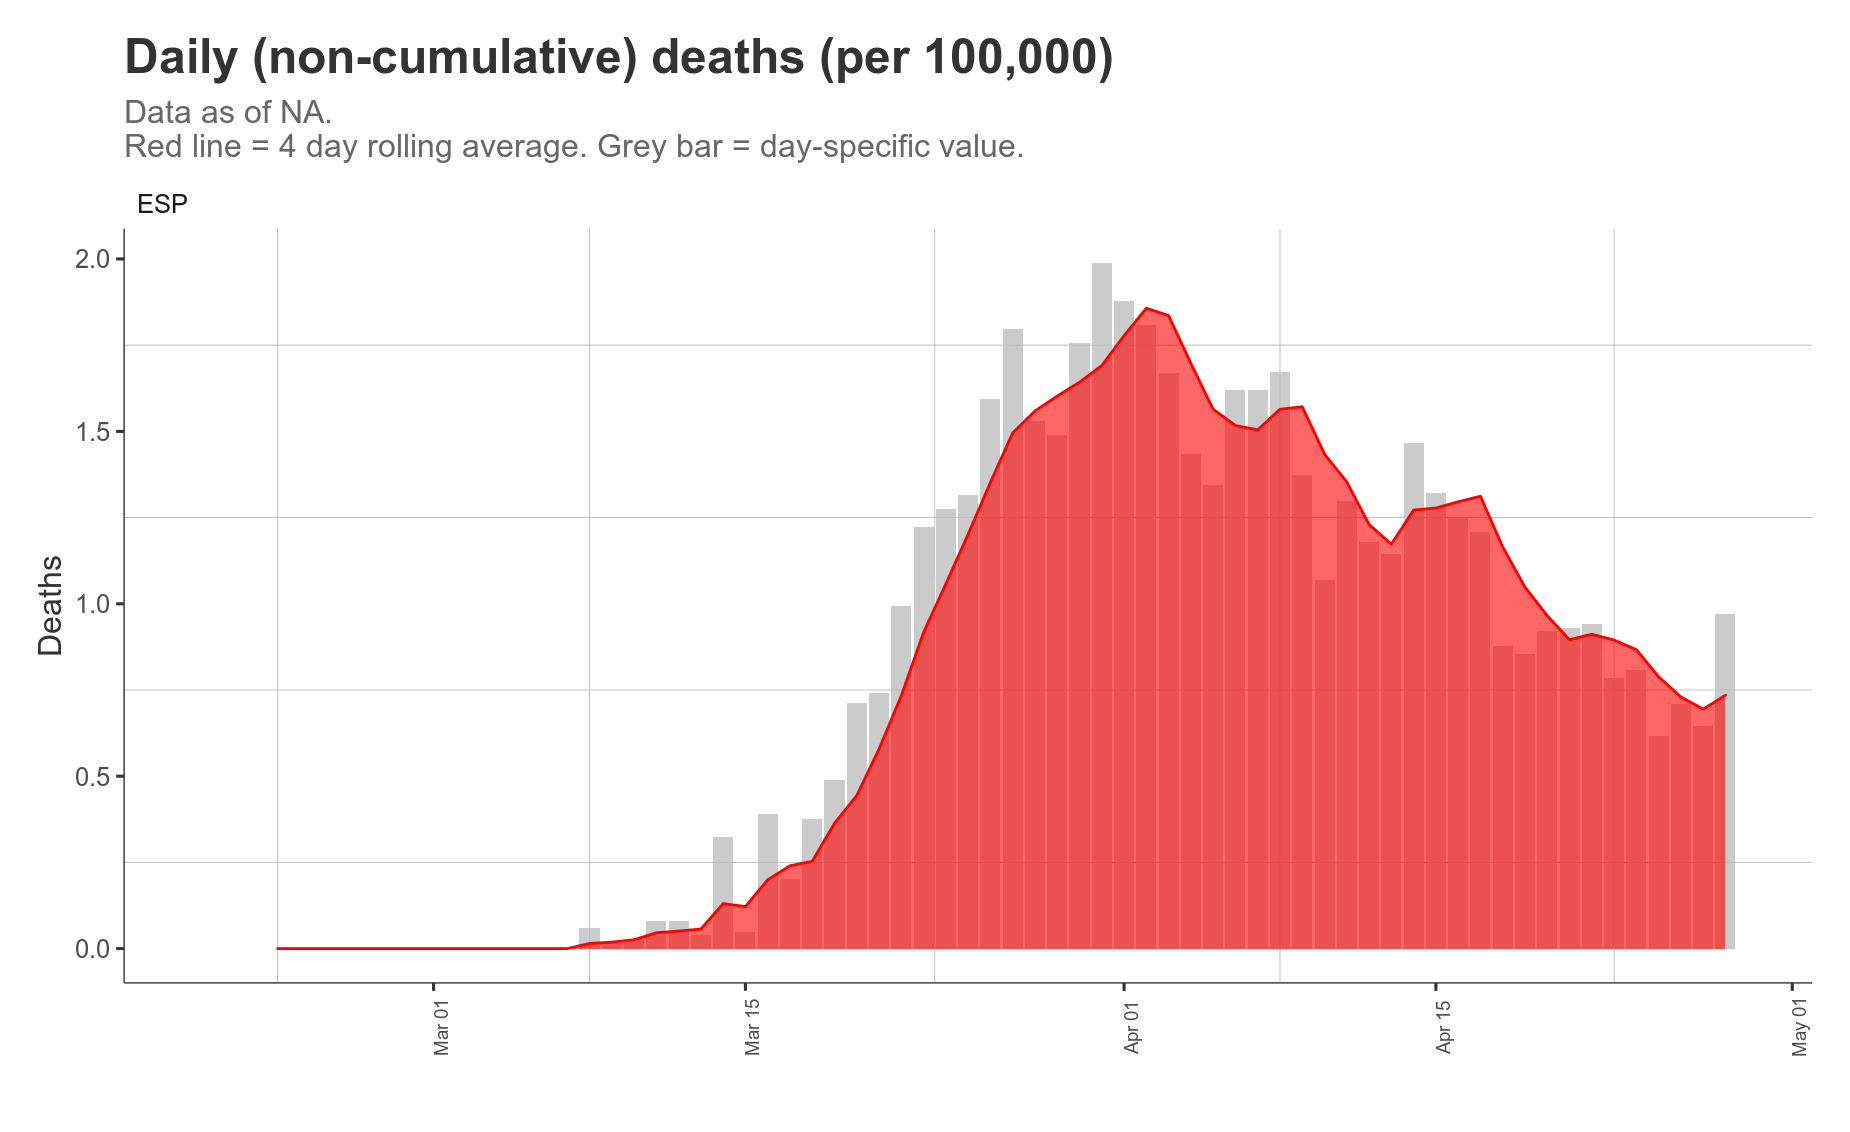 Daily (non-cumulative) deaths (per 100,000)
Data as of NA.
Red line = 4 day rolling average. Grey bar = day-specific value.
ESP
2.0
1.5
1.0
0.5
0.0
Deaths
Mar 01
Mar 15
Apr 01
Apr 15
May 01